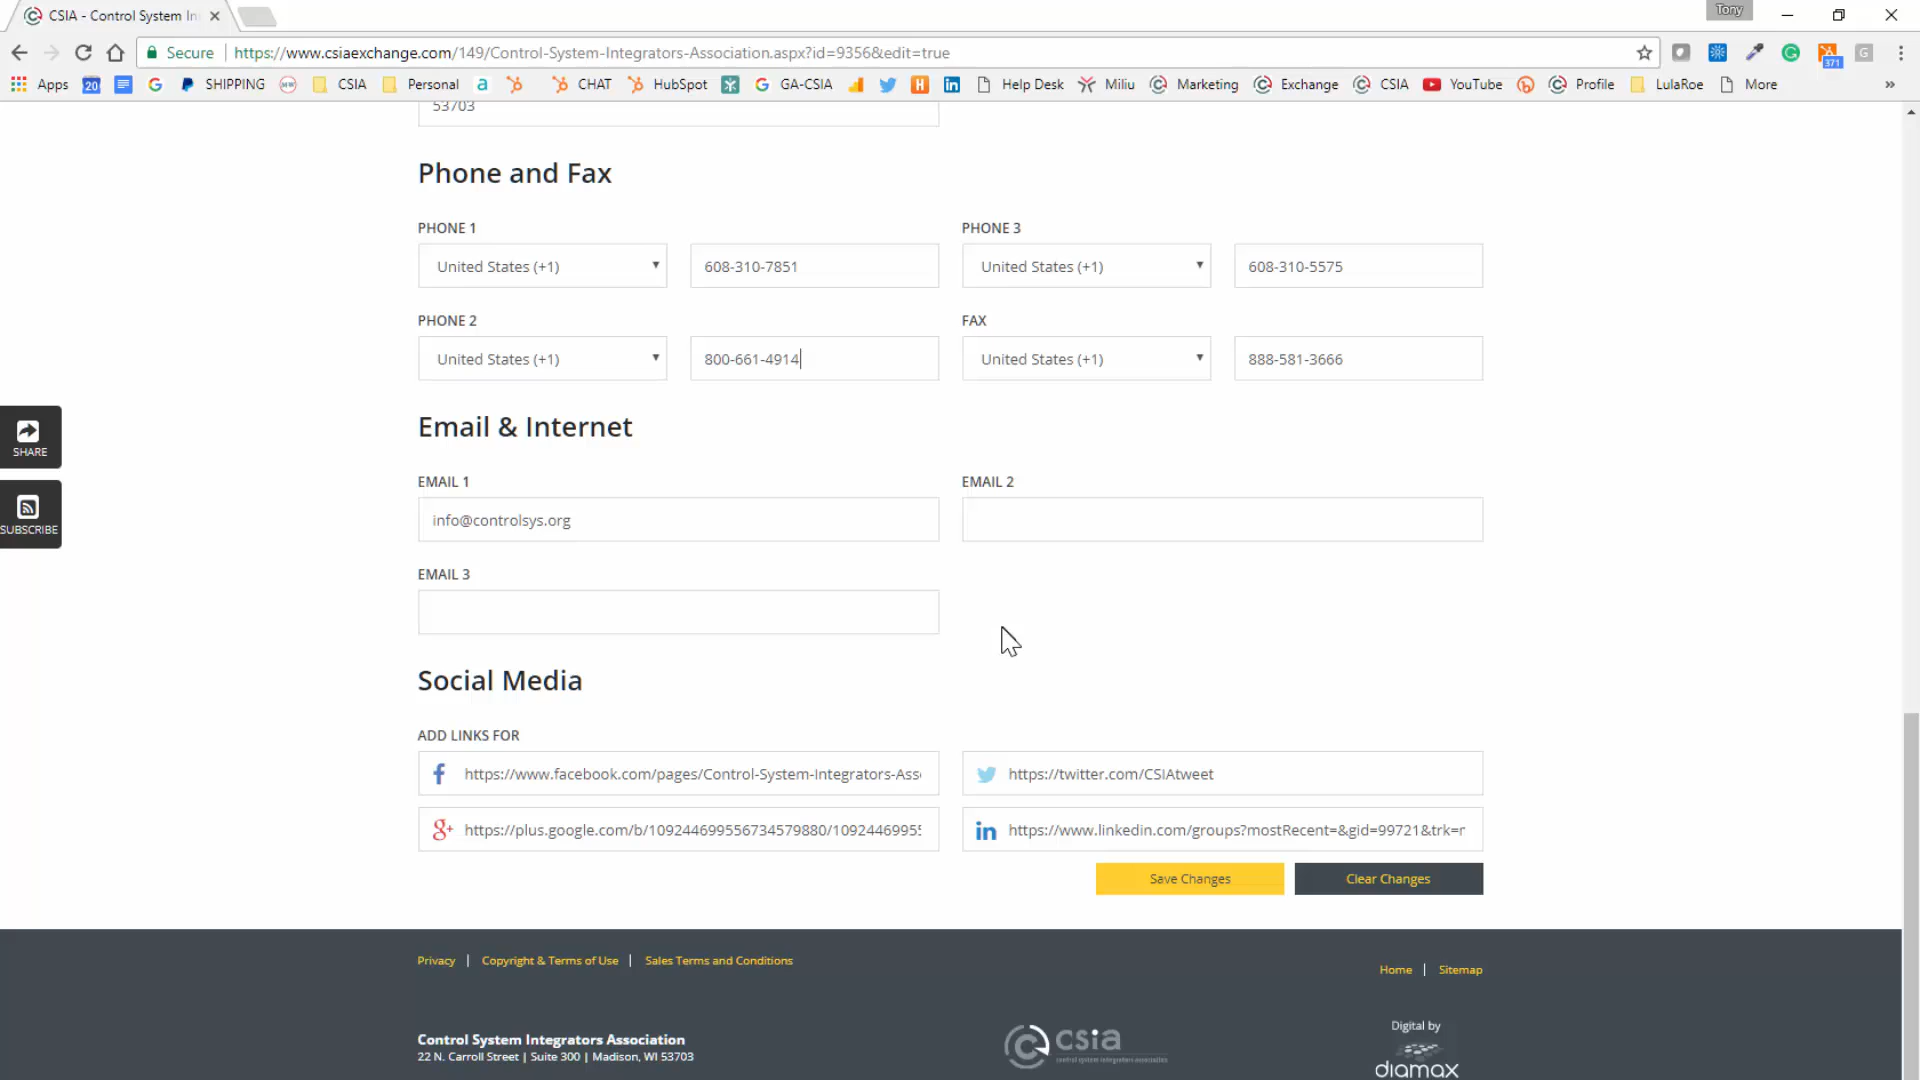 CSIA - Control System In
Tony
Secure
https://www.csiaexchange.com/149/Control-System-Integrators-Association.aspx?id=9356&edit=true
371
G
Apps
20
G
SHIPPING
CSIA
Personal
a
CHAT
HubSpot
G GA-CSIA
H
in
Help Desk
Miliu
Marketing
Exchange
CSIA
YouTube
Profile
LulaRoe
More
»
53703
Phone and Fax
PHONE 1
PHONE 3
United States (+1)
608-310-7851
United States (+1)
608-310-5575
PHONE 2
FAX
United States (+1)
800-661-4914
United States (+1)
888-581-3666
SHARE
SUBSCRIBE
Email & Internet
EMAIL 1
EMAIL 2
info@controlsys.org
EMAIL 3
Social Media
ADD LINKS FOR
f https://www.facebook.com/pages/Control-System-Integrators-Ass
https://twitter.com/CSIAtweet
g+ https://plus.google.com/b/109244699556734579880/1092446995
in https://www.linkedin.com/groups?mostRecent=&gid=99721&trk=r
Save Changes
Clear Changes
Privacy | Copyright & Terms of Use | Sales Terms and Conditions
Home | Sitemap
Control System Integrators Association
22 N. Carroll Street | Suite 300 | Madison, WI 53703
csia
control system integrators association
Digital by
diamax